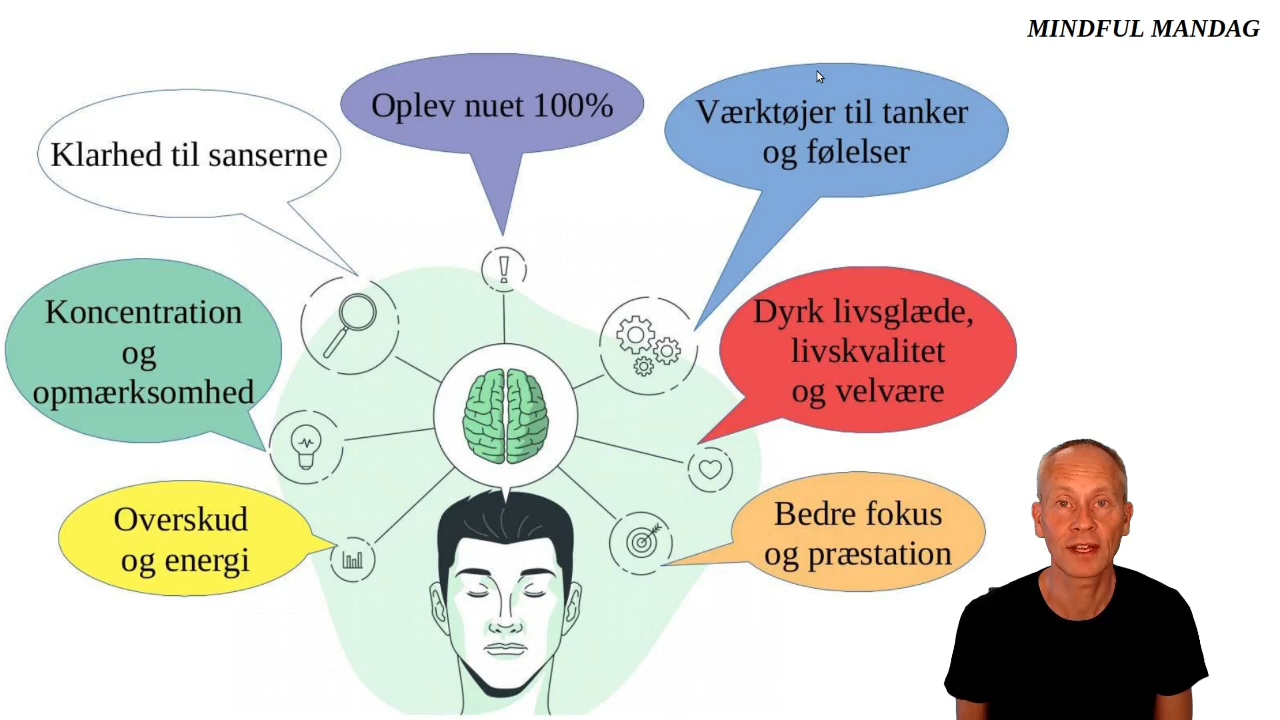 MINDFUL MANDAG
Oplev nuet 100%
Værktøjer til tanker
og følelser
Klarhed til sanserne
Koncentration
og
opmærksomhed
Dyrk livsglæde,
livskvalitet
og velvære
Overskud
og energi
Bedre fokus
og præstation